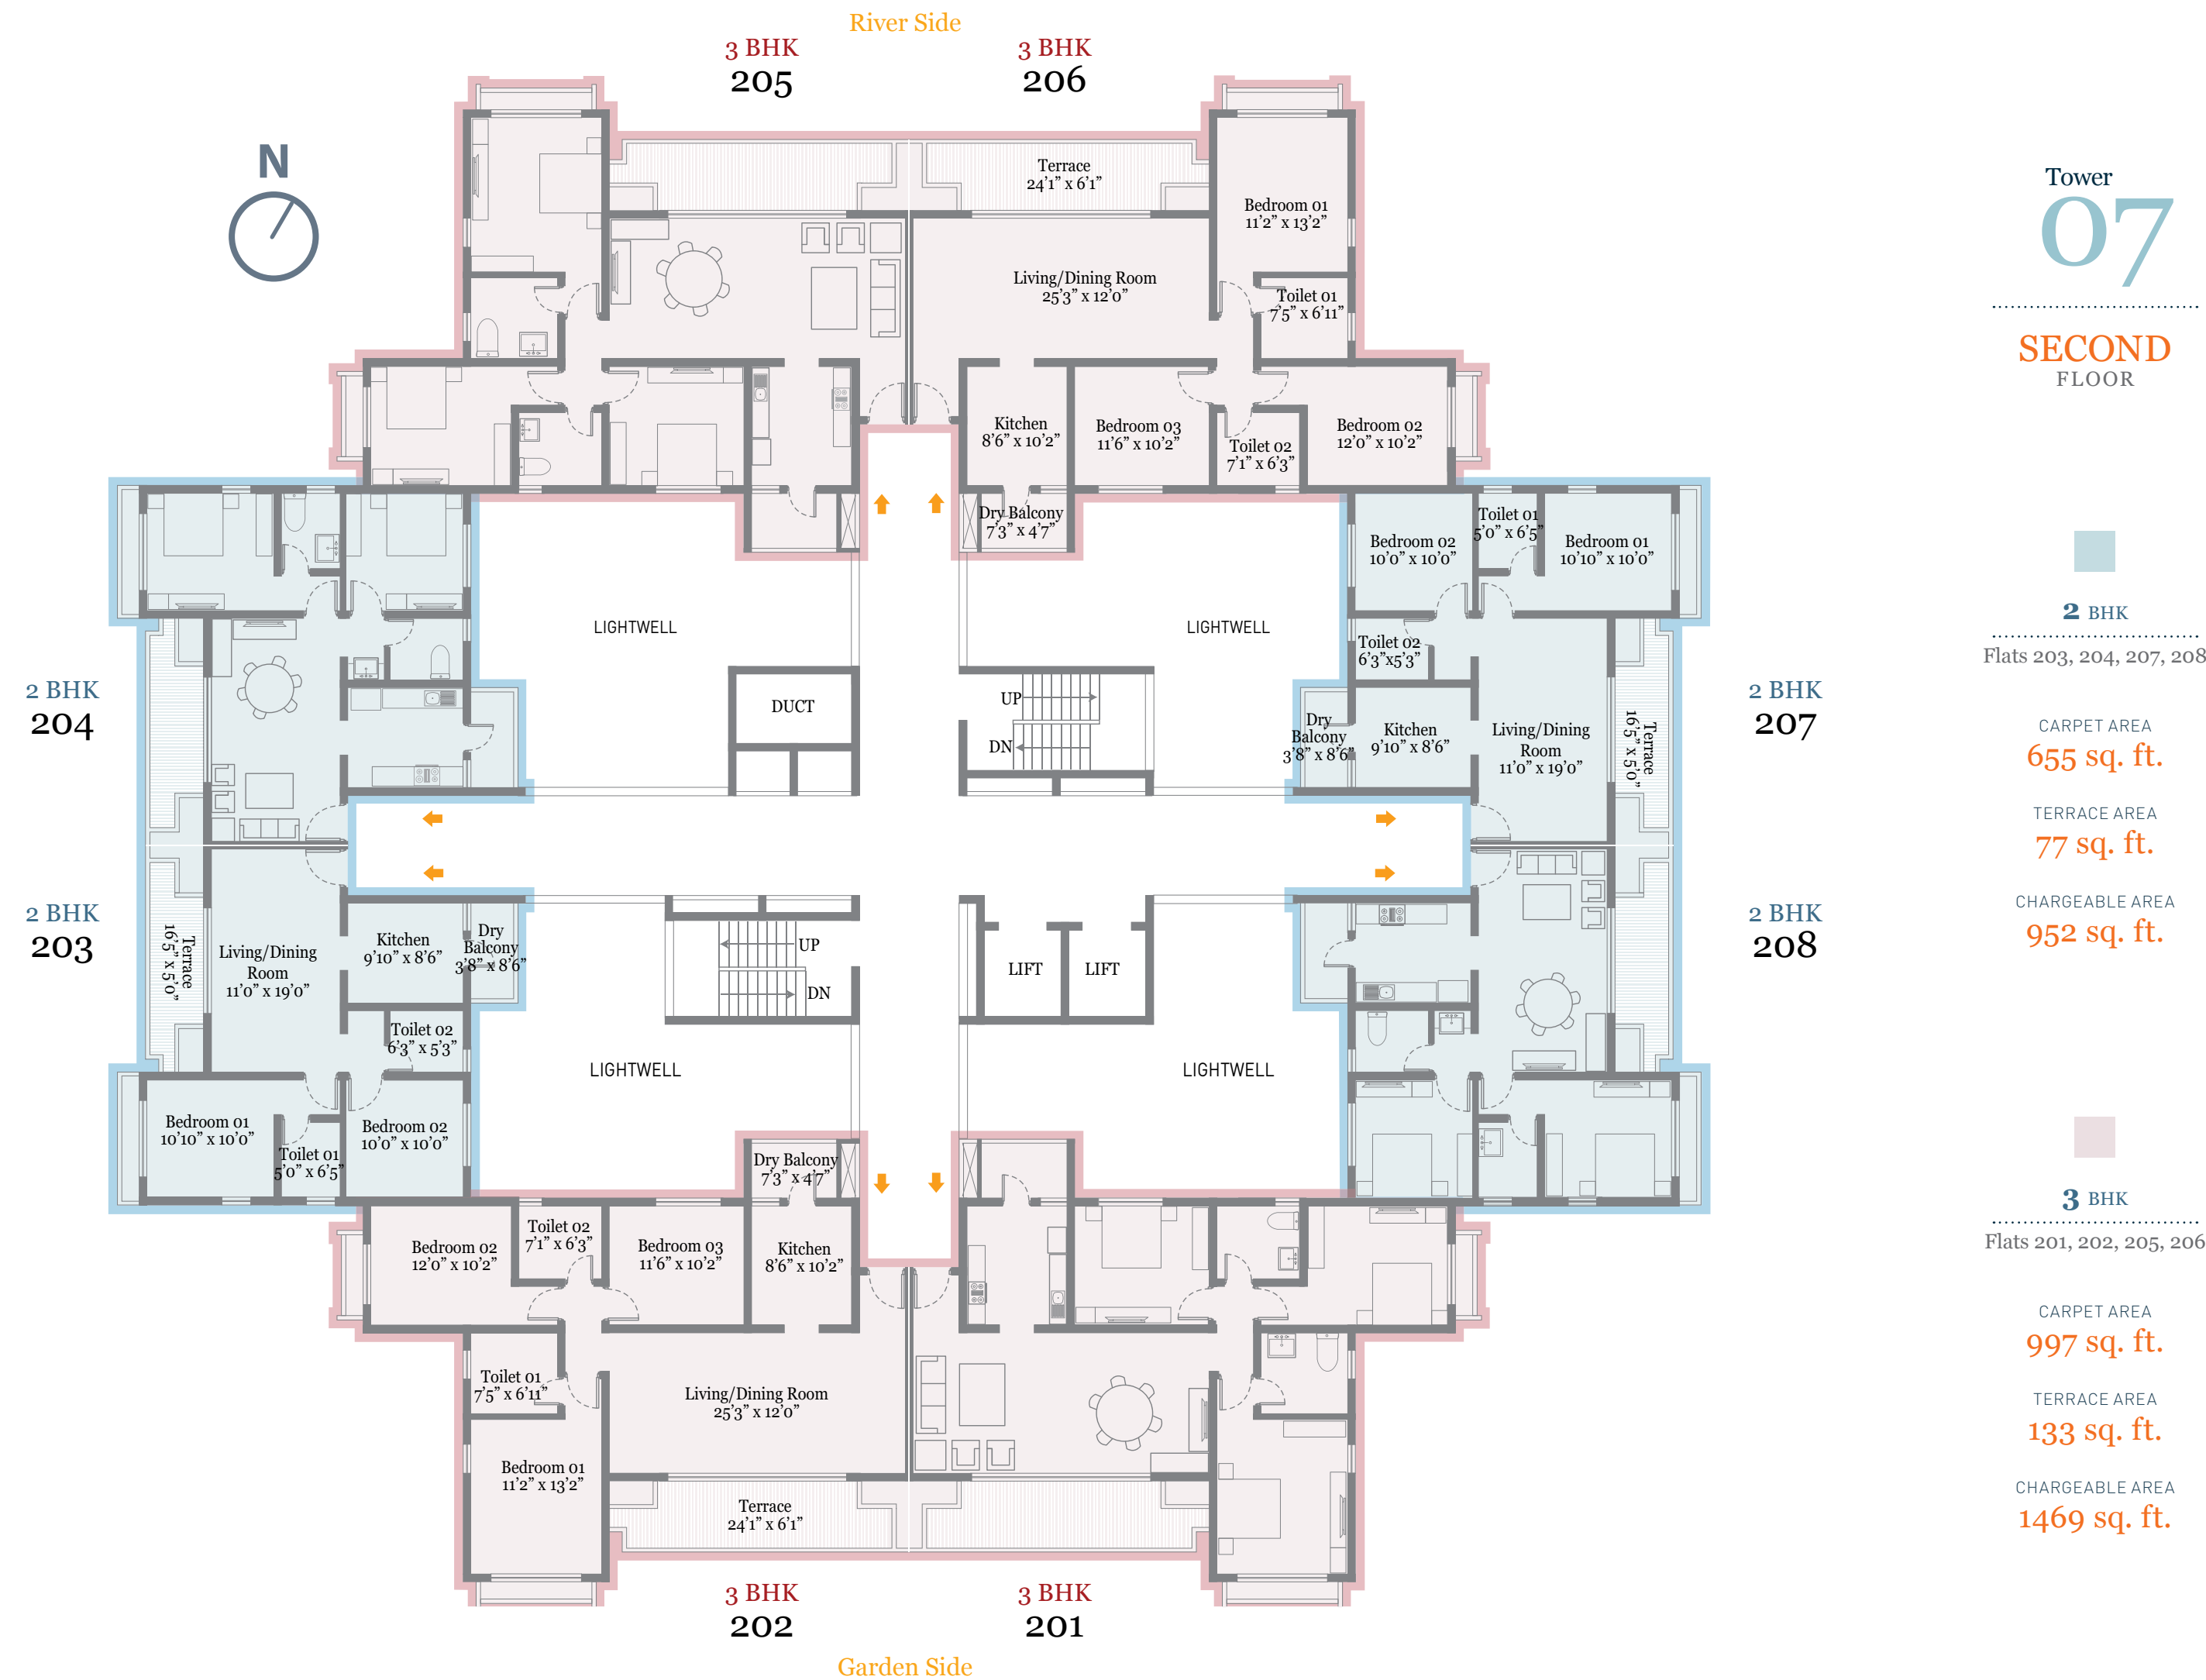 River Side
3 BHK
205
3 BHK
206
N
Terrace
24'1" x 6'1"
Bedroom 01
11'2" x 13'2"
Living/Dining Room
25'3" x 12'0"
Toilet 01
7'5" x 6'11"
Kitchen
8'6" x 10'2"
Bedroom 03
11'6" x 10'2"
Toilet 02
7'1" x 6'3"
Bedroom 02
12'0" x 10'2"
Dry Balcony
7'3" x 4'7"
Bedroom 02
10'0" x 10'0"
Toilet 01
5'0" x 6'5"
Bedroom 01
10'10" x 10'0"
LIGHTWELL
LIGHTWELL
Toilet 02
6'3"x5'3"
2 BHK
204
DUCT
UP
DN
Dry
Balcony
3'8" x 8'6"
Kitchen
9'10" x 8'6"
Living/Dining
Room
11'0" x 19'0"
Terrace
16'5" x 5'0"
2 BHK
207
2 BHK
203
Terrace
16'5" x 5'0"
Living/Dining
Room
11'0" x 19'0"
Kitchen
9'10" x 8'6"
Dry
Balcony
3'8" x 8'6"
UP
DN
LIFT
LIFT
2 BHK
208
Toilet 02
6'3" x 5'3"
LIGHTWELL
LIGHTWELL
Bedroom 01
10'10" x 10'0"
Toilet 01
5'0" x 6'5"
Bedroom 02
10'0" x 10'0"
Dry Balcony
7'3" x 4'7"
Bedroom 02
12'0" x 10'2"
Toilet 02
7'1" x 6'3"
Bedroom 03
11'6" x 10'2"
Kitchen
8'6" x 10'2"
Toilet 01
7'5" x 6'11"
Living/Dining Room
25'3" x 12'0"
Bedroom 01
11'2" x 13'2"
Terrace
24'1" x 6'1"
3 BHK
202
3 BHK
201
Garden Side
Tower
07
SECOND
FLOOR
2 BHK
Flats 203, 204, 207, 208
CARPET AREA
655 sq. ft.
TERRACE AREA
77 sq. ft.
CHARGEABLE AREA
952 sq. ft.
3 BHK
Flats 201, 202, 205, 206
CARPET AREA
997 sq. ft.
TERRACE AREA
133 sq. ft.
CHARGEABLE AREA
1469 sq. ft.